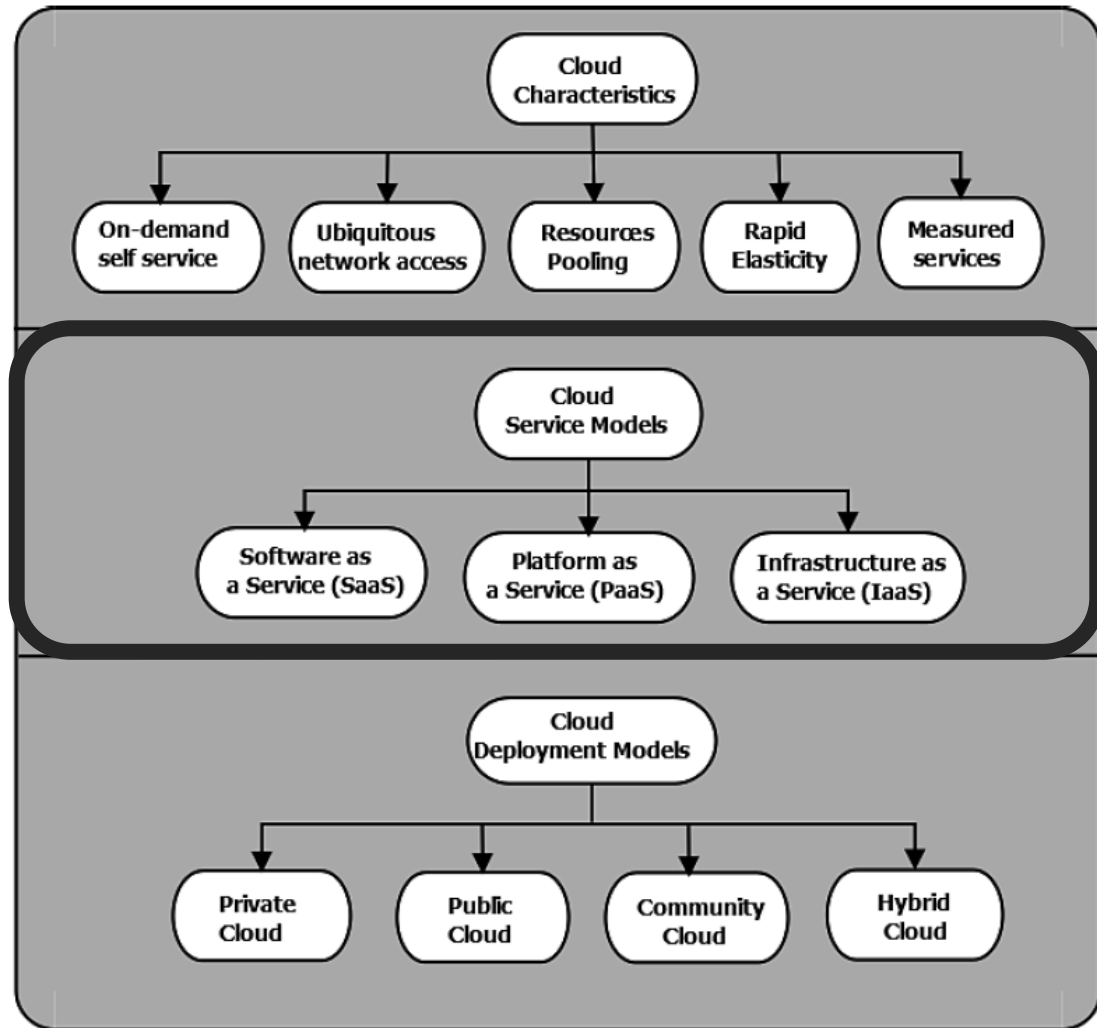 Cloud
Characteristics
On-demand
self service
Ubiquitous
network access
Resources
Pooling
Rapid
Elasticity
Measured
services
Cloud
Service Models
Software as
a Service (SaaS)
Platform as
a Service (PaaS)
Infrastructure as
a Service (IaaS)
Cloud
Deployment Models
Private
Cloud
Public
Cloud
Community
Cloud
Hybrid
Cloud